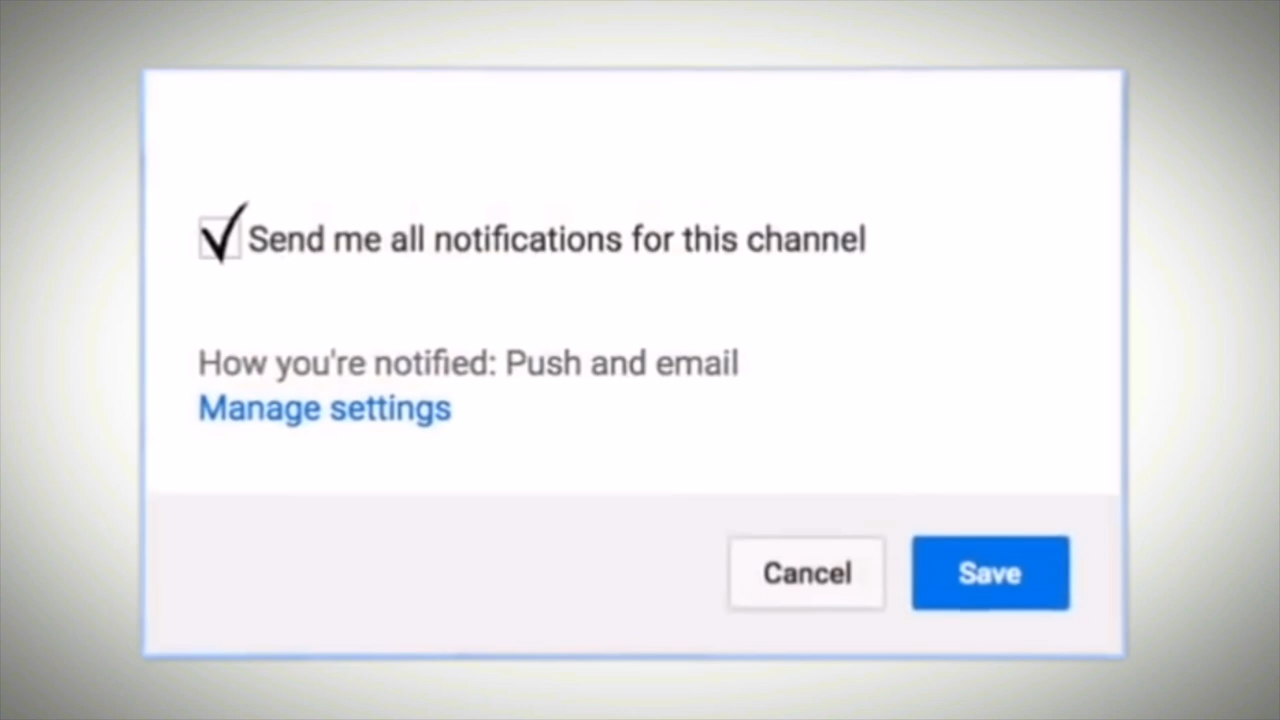 Send me all notifications for this channel
How you're notified: Push and email
Manage settings
Cancel Save